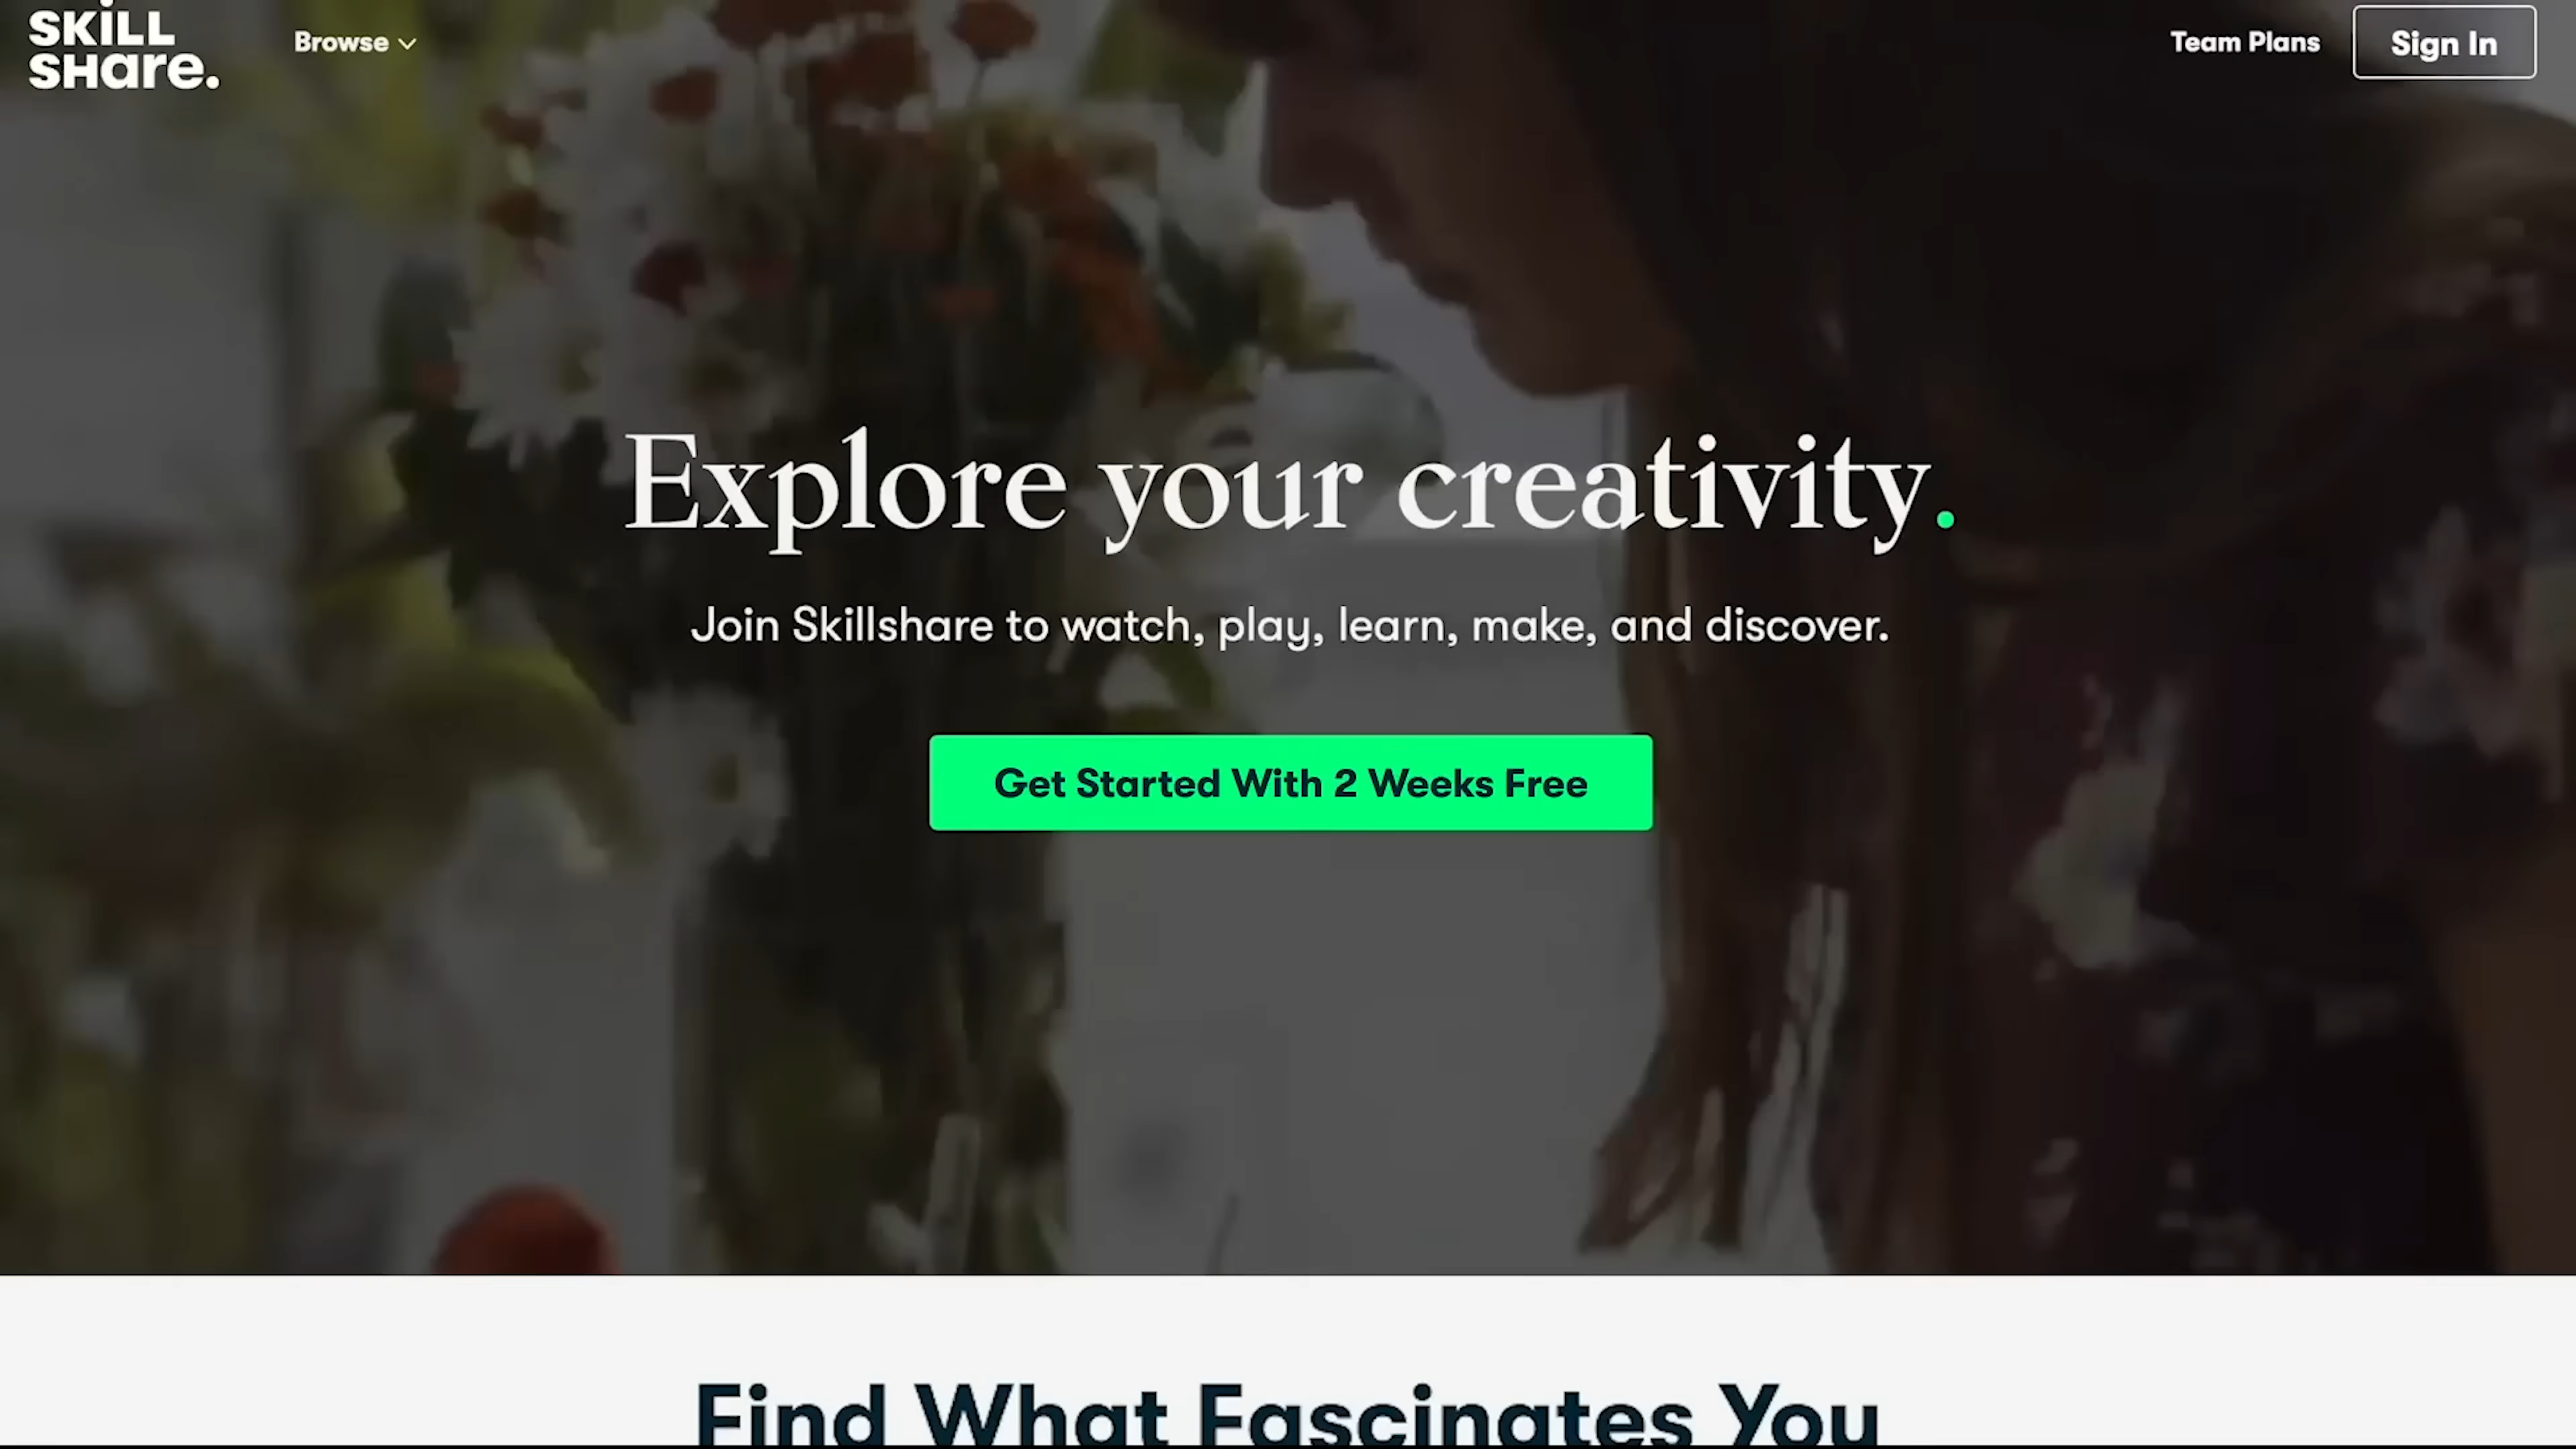 SKiLL
SHare.
Browse
Team Plans
Sign In
Explore your creativity.
Join Skillshare to watch, play, learn, make, and discover.
Get Started With 2 Weeks Free
Find What Fascinates You